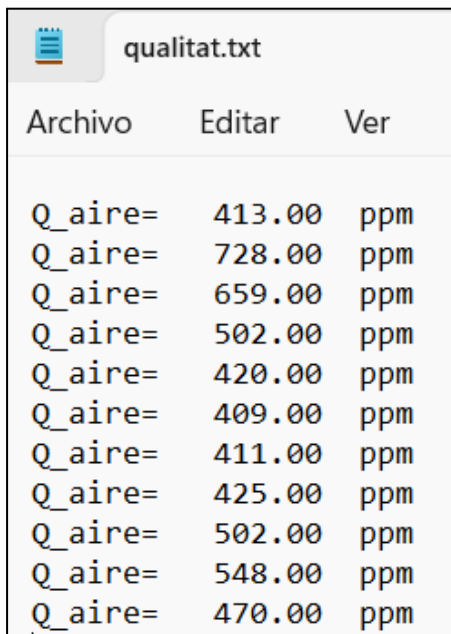 qualitat.txt
Archivo Editar Ver
Q_aire= 413.00 ppm
Q_aire= 728.00 ppm
Q_aire= 659.00 ppm
Q_aire= 502.00 ppm
Q_aire= 420.00 ppm
Q_aire= 409.00 ppm
Q_aire= 411.00 ppm
Q_aire= 425.00 ppm
Q_aire= 502.00 ppm
Q_aire= 548.00 ppm
Q_aire= 470.00 ppm